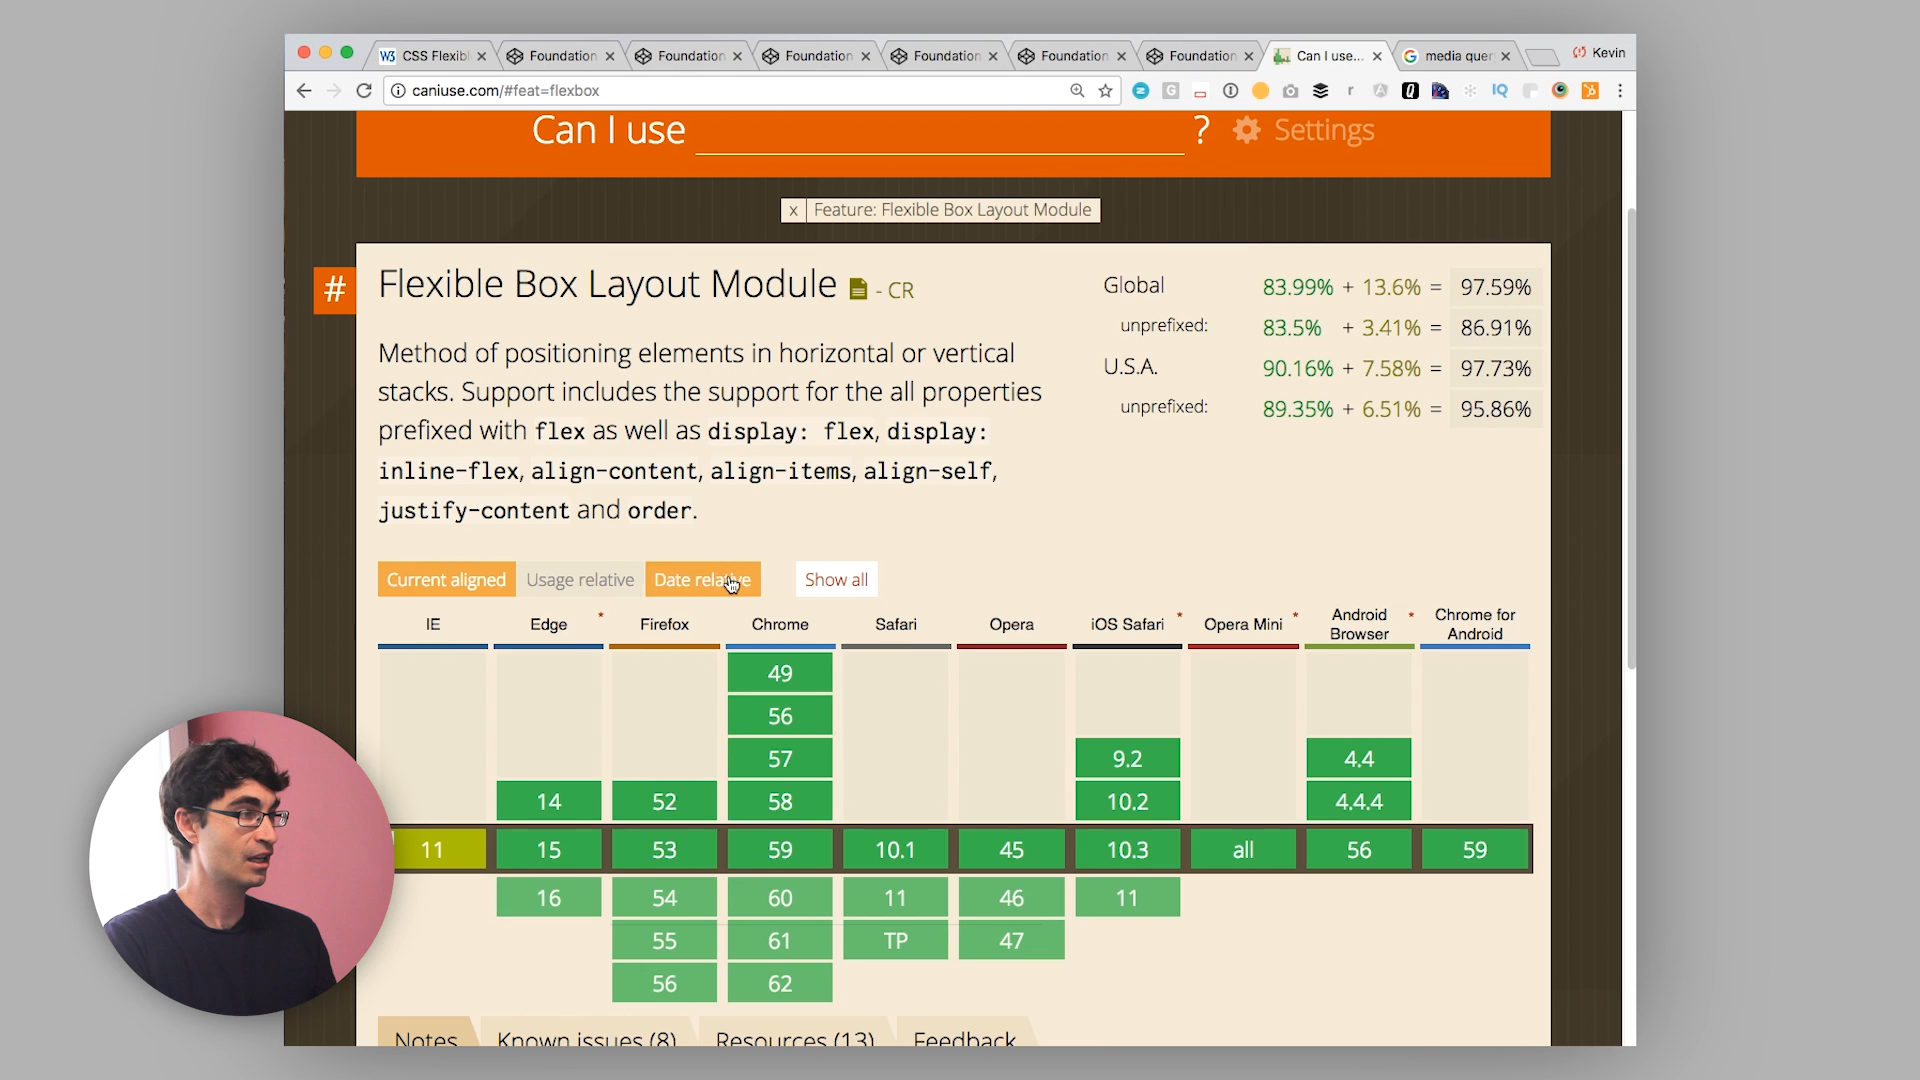 W3 CSS Flexib
Foundation
Foundation
Foundation
Foundation
Foundation
Foundation
Can I use...
G media quer
Kevin
caniuse.com/#feat=flexbox
Can I use ? Settings
x Feature: Flexible Box Layout Module
# Flexible Box Layout Module - CR
Method of positioning elements in horizontal or vertical
stacks. Support includes the support for the all properties
prefixed with flex as well as display: flex, display:
inline-flex, align-content, align-items, align-self,
justify-content and order.
Global 83.99% + 13.6% = 97.59%
unprefixed: 83.5% + 3.41% = 86.91%
U.S.A. 90.16% + 7.58% = 97.73%
unprefixed: 89.35% + 6.51% = 95.86%
Current aligned Usage relative Date relative Show all
IE Edge * Firefox Chrome Safari Opera iOS Safari * Opera Mini * Android Browser * Chrome for Android
49
56
57 9.2 4.4
14 52 58 10.2 4.4.4
11 15 53 59 10.1 45 10.3 all 56 59
16 54 60 11 46 11
55 61 TP 47
56 62
Notes Known issues (8) Resources (13) Feedback